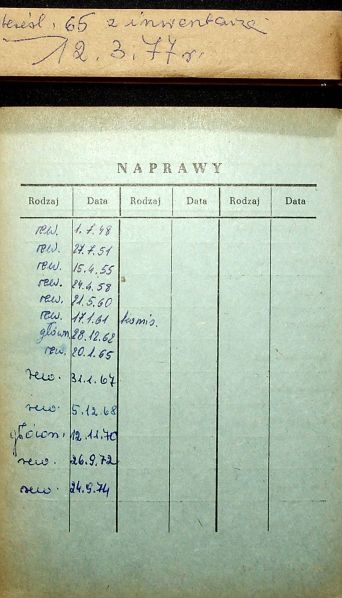 skreśl. 65 z inwentarza
12. 3. 77 r.
NAPRAWY
Rodzaj Data Rodzaj Data Rodzaj Data
rew. 1.7.48
rew. 27.7.51
rew. 15.4.55
rew. 24.4.58
rew. 21.5.60
rew. 17.1.61 komis.
główn. 28.12.62
rew. 20.1.65
rew. 31.1.67
rew. 5.12.68
główn. 12.11.70
rew. 26.9.72
rew. 24.9.74